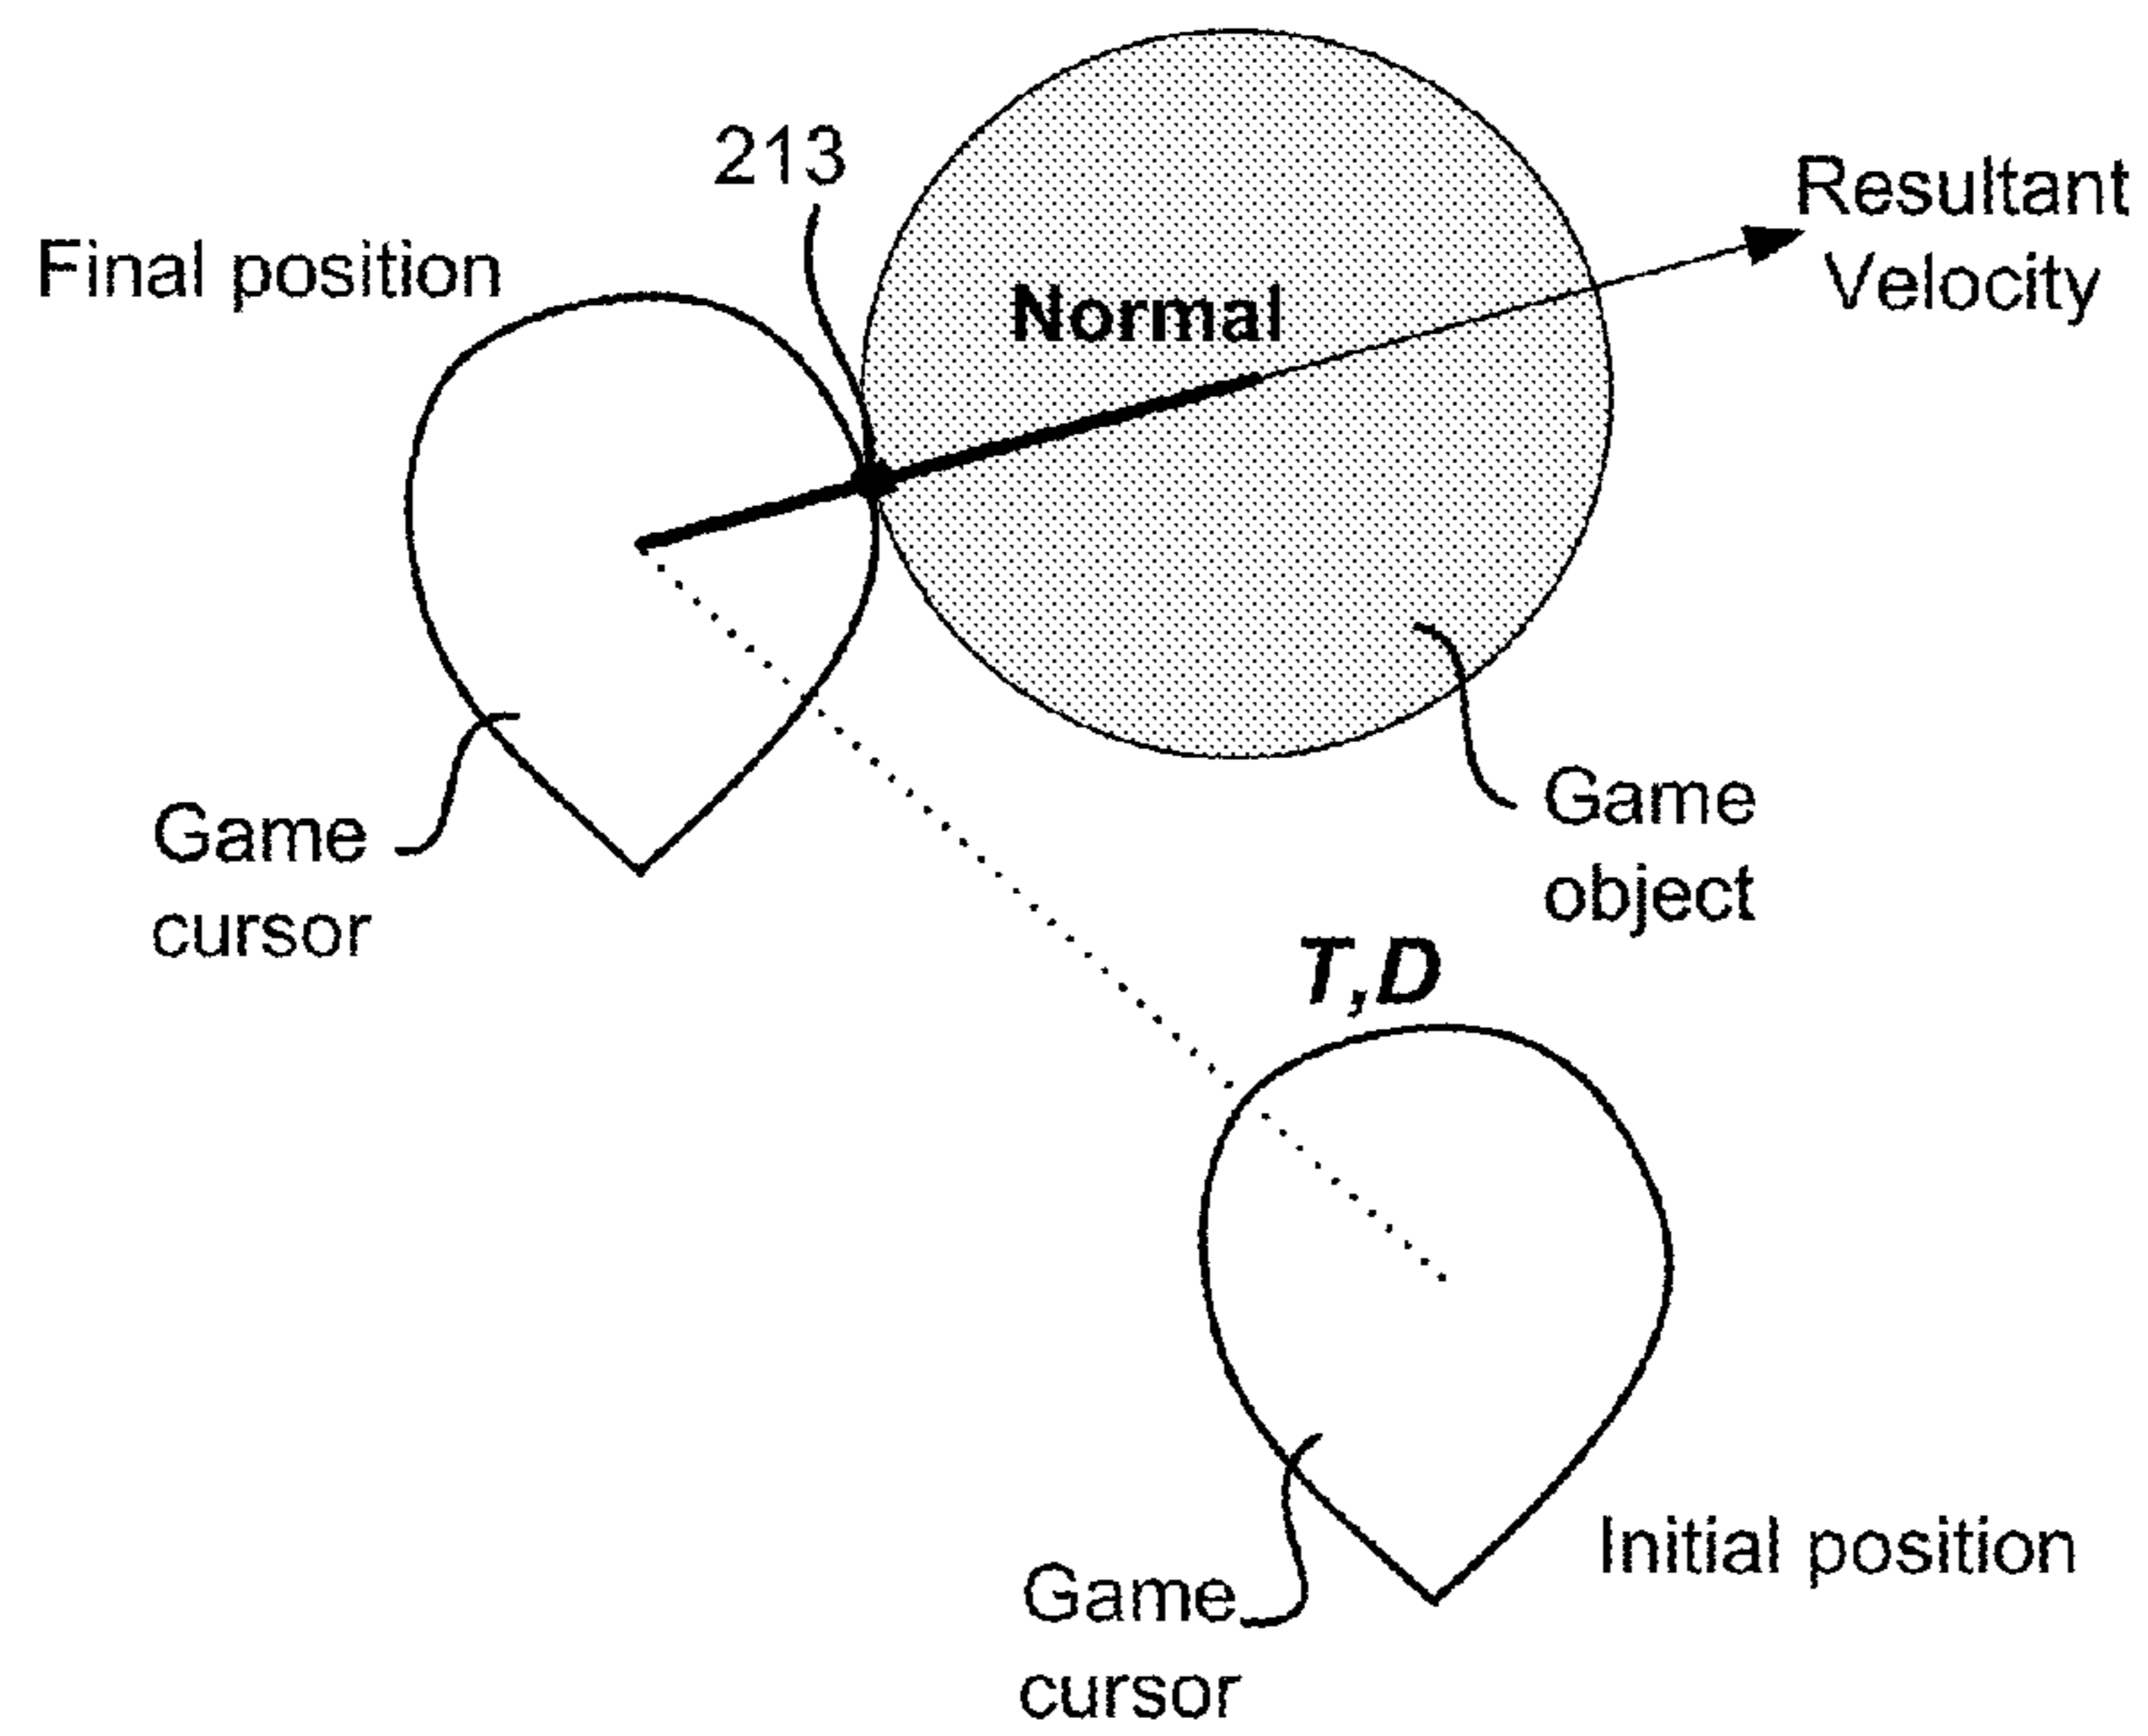 213
Final position
Normal
Resultant
Velocity
Game
cursor
Game
object
T,D
Initial position
Game
cursor